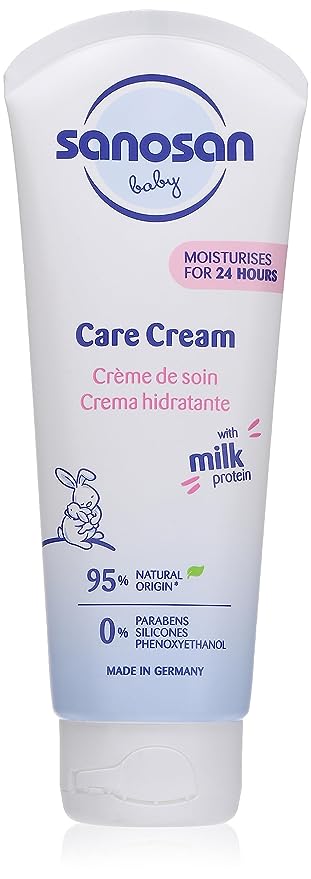 sanosan
baby
MOISTURISES
FOR 24 HOURS
Care Cream
Crème de soin
Crema hidratante
with
milk
protein
95% NATURAL
ORIGIN*
0% PARABENS
SILICONES
PHENOXYETHANOL
MADE IN GERMANY